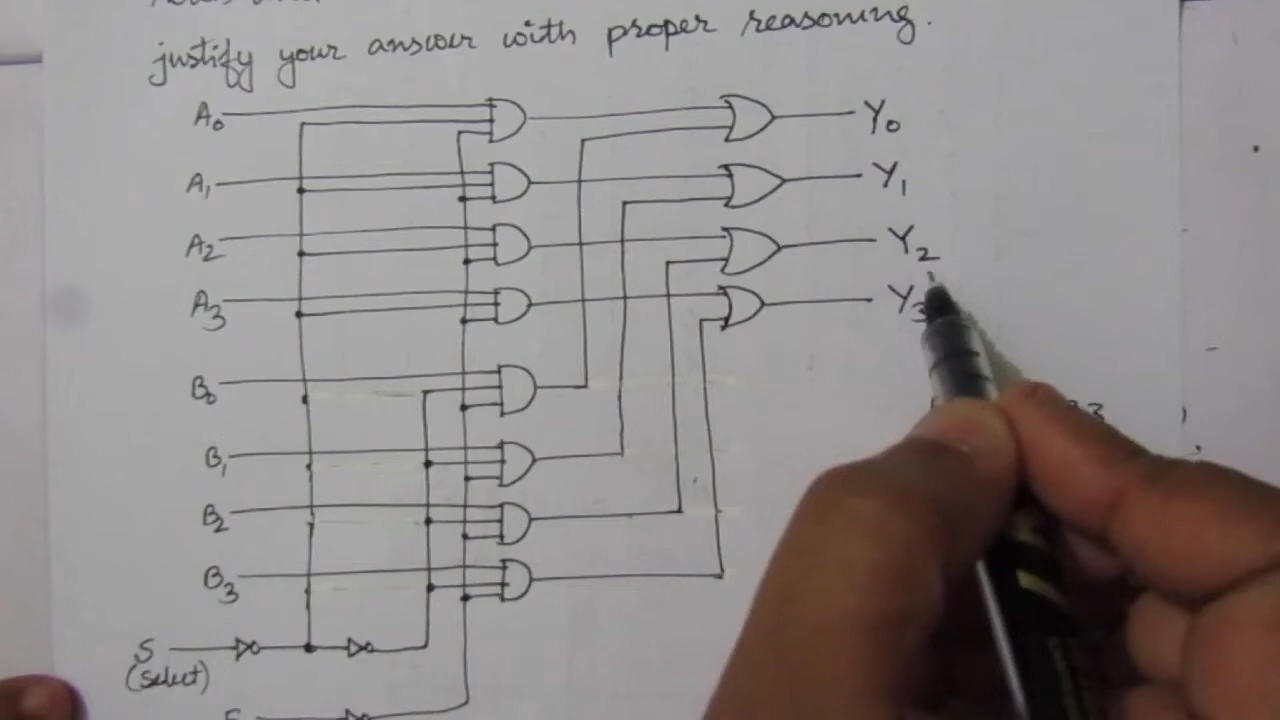 justify your answer with proper reasoning.
A0 Y0
A1 Y1
A2 Y2
A3 Y3
B0
B1
B2
B3
S
(select)